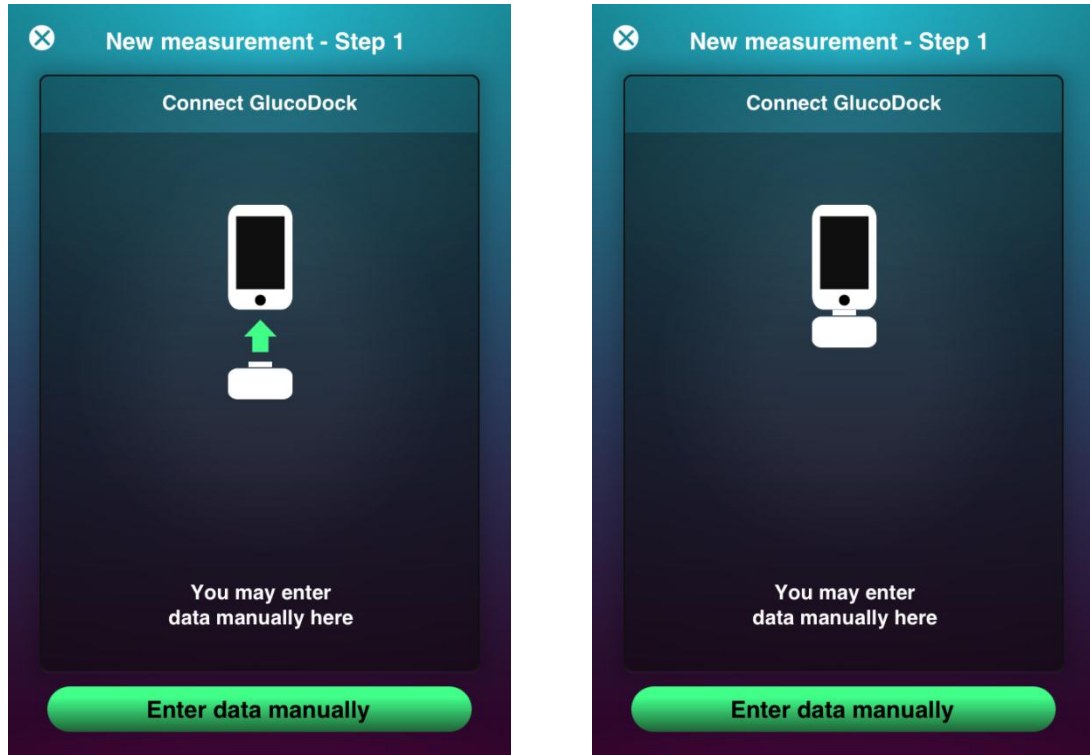 New measurement - Step 1
Connect GlucoDock
You may enter
data manually here
Enter data manually
New measurement - Step 1
Connect GlucoDock
You may enter
data manually here
Enter data manually